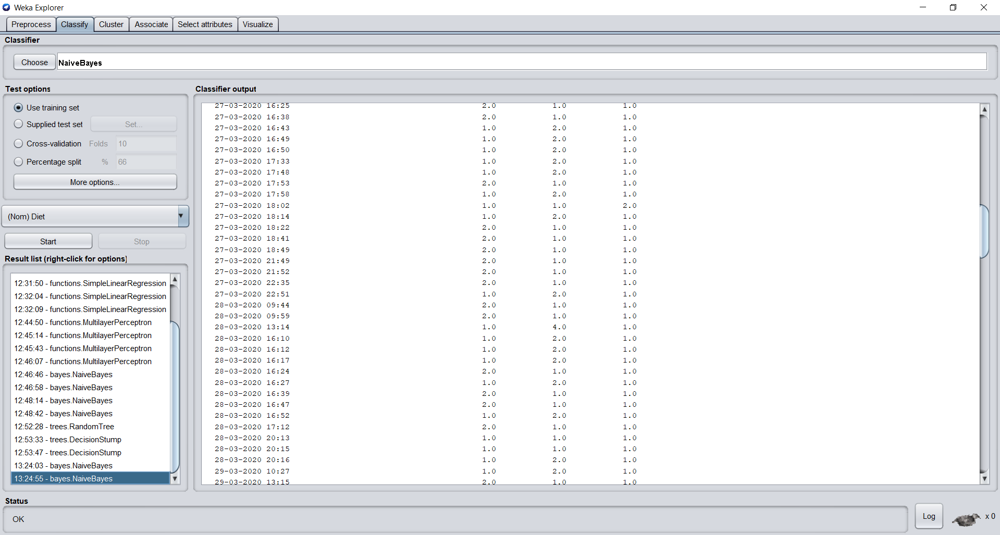 Weka Explorer
Preprocess Classify Cluster Associate Select attributes Visualize
Classifier
Choose NaiveBayes
Test options
Use training set
Supplied test set Set...
Cross-validation Folds 10
Percentage split % 66
More options...
(Nom) Diet
Start Stop
Result list (right-click for options)
12:31:50 - functions.SimpleLinearRegression
12:32:04 - functions.SimpleLinearRegression
12:32:09 - functions.SimpleLinearRegression
12:44:50 - functions.MultilayerPerceptron
12:45:14 - functions.MultilayerPerceptron
12:45:43 - functions.MultilayerPerceptron
12:46:07 - functions.MultilayerPerceptron
12:46:46 - bayes.NaiveBayes
12:46:58 - bayes.NaiveBayes
12:48:14 - bayes.NaiveBayes
12:48:42 - bayes.NaiveBayes
12:52:28 - trees.RandomTree
12:53:33 - trees.DecisionStump
12:53:47 - trees.DecisionStump
13:24:03 - bayes.NaiveBayes
13:24:55 - bayes.NaiveBayes
Classifier output
27-03-2020 16:25 2.0 1.0 1.0
27-03-2020 16:38 2.0 1.0 1.0
27-03-2020 16:43 1.0 2.0 1.0
27-03-2020 16:49 1.0 2.0 1.0
27-03-2020 16:50 1.0 2.0 1.0
27-03-2020 17:33 1.0 2.0 1.0
27-03-2020 17:48 1.0 2.0 1.0
27-03-2020 17:53 2.0 1.0 1.0
27-03-2020 17:58 1.0 2.0 1.0
27-03-2020 18:02 1.0 1.0 2.0
27-03-2020 18:14 1.0 2.0 1.0
27-03-2020 18:22 2.0 1.0 1.0
27-03-2020 18:41 2.0 1.0 1.0
27-03-2020 18:49 2.0 1.0 1.0
27-03-2020 21:49 2.0 1.0 1.0
27-03-2020 21:52 2.0 1.0 1.0
27-03-2020 22:35 2.0 1.0 1.0
27-03-2020 22:51 1.0 2.0 1.0
28-03-2020 09:44 2.0 1.0 1.0
28-03-2020 09:59 2.0 1.0 1.0
28-03-2020 13:14 1.0 4.0 1.0
28-03-2020 16:10 1.0 2.0 1.0
28-03-2020 16:12 1.0 2.0 1.0
28-03-2020 16:17 1.0 2.0 1.0
28-03-2020 16:24 2.0 1.0 1.0
28-03-2020 16:27 1.0 2.0 1.0
28-03-2020 16:39 2.0 1.0 1.0
28-03-2020 16:47 2.0 1.0 1.0
28-03-2020 16:52 1.0 2.0 1.0
28-03-2020 17:12 2.0 1.0 1.0
28-03-2020 20:13 1.0 1.0 1.0
28-03-2020 20:15 1.0 1.0 1.0
28-03-2020 20:16 1.0 2.0 1.0
29-03-2020 10:27 1.0 2.0 1.0
29-03-2020 13:15 2.0 1.0 1.0
Status
OK
Log x 0